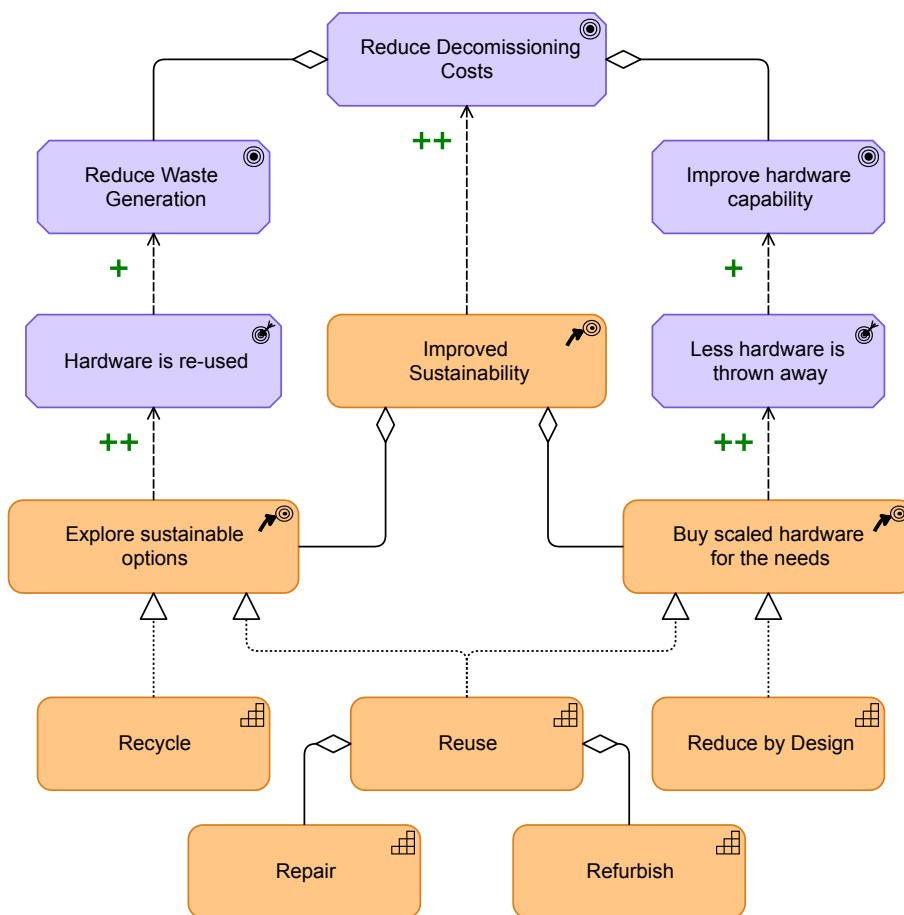 Reduce Decomissioning
Costs
++
Reduce Waste
Generation
Improve hardware
capability
+
+
Hardware is re-used
Improved
Sustainability
Less hardware is
thrown away
++
++
Explore sustainable
options
Buy scaled hardware
for the needs
Recycle
Reuse
Reduce by Design
Repair
Refurbish